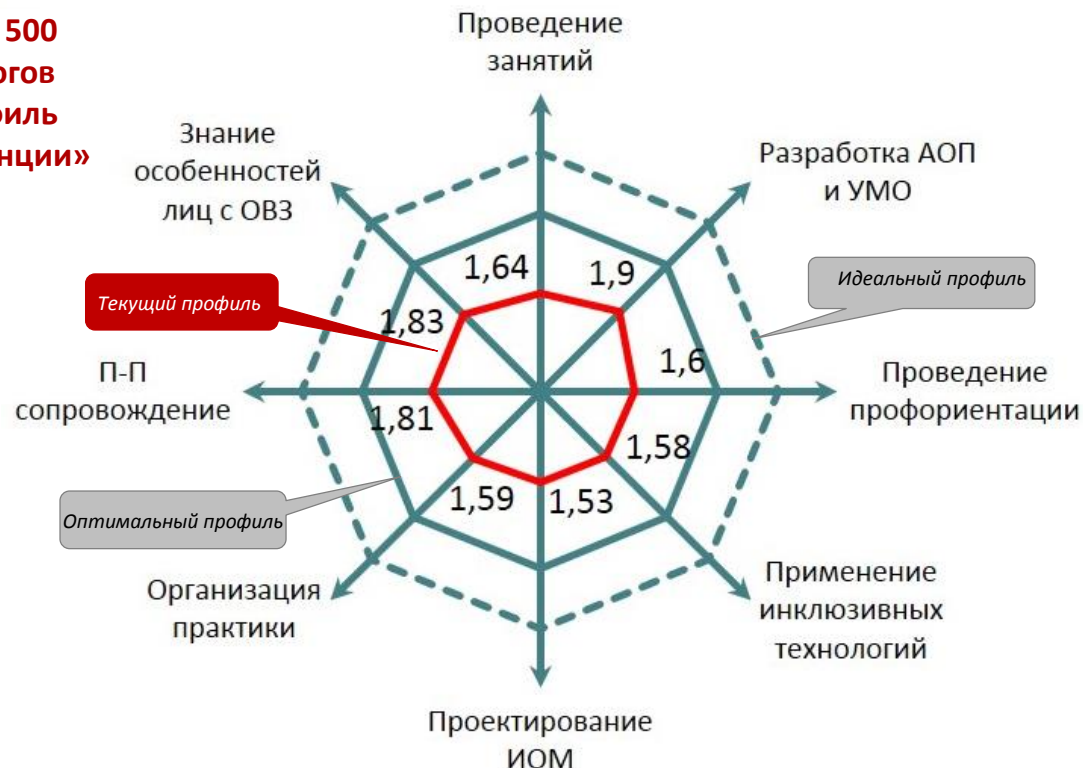 500
огов
филь
нции»
Проведение
занятий
Знание
особенностей
лиц с ОВЗ
Разработка АОП
и УМО
1,64
1,9
Идеальный профиль
Текущий профиль
1,83
1,6
П-П
сопровождение
Проведение
профориентации
1,81
1,58
1,59
1,53
Оптимальный профиль
Организация
практики
Применение
инклюзивных
технологий
Проектирование
ИОМ